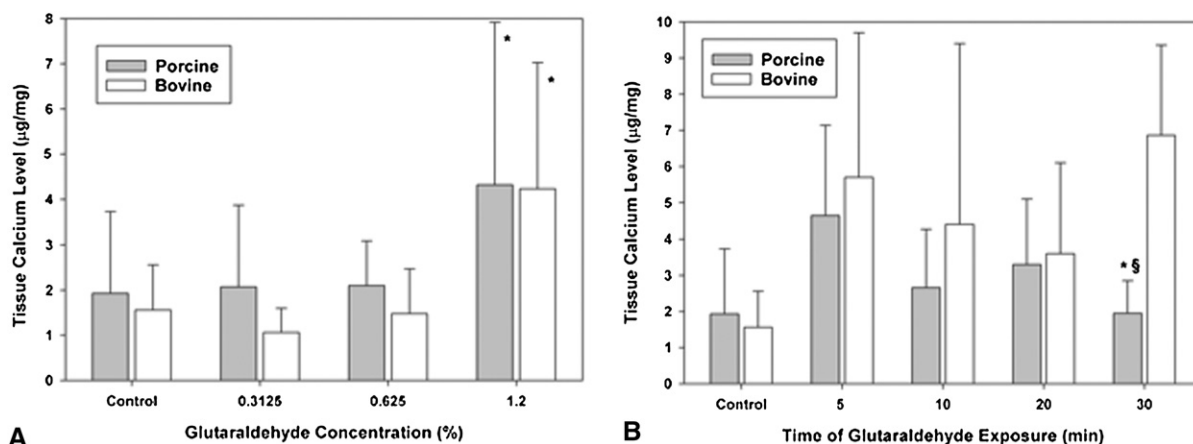 8
7
6
5
4
3
2
1
0
Tissue Calcium Level (µg/mg)
Porcine
Bovine
*
*
Control
0.3125
0.625
1.2
Glutaraldehyde Concentration (%)
A
10
9
8
7
6
5
4
3
2
1
0
Tissue Calcium Level (µg/mg)
Porcine
Bovine
* §
Control
5
10
20
30
Time of Glutaraldehyde Exposure (min)
B